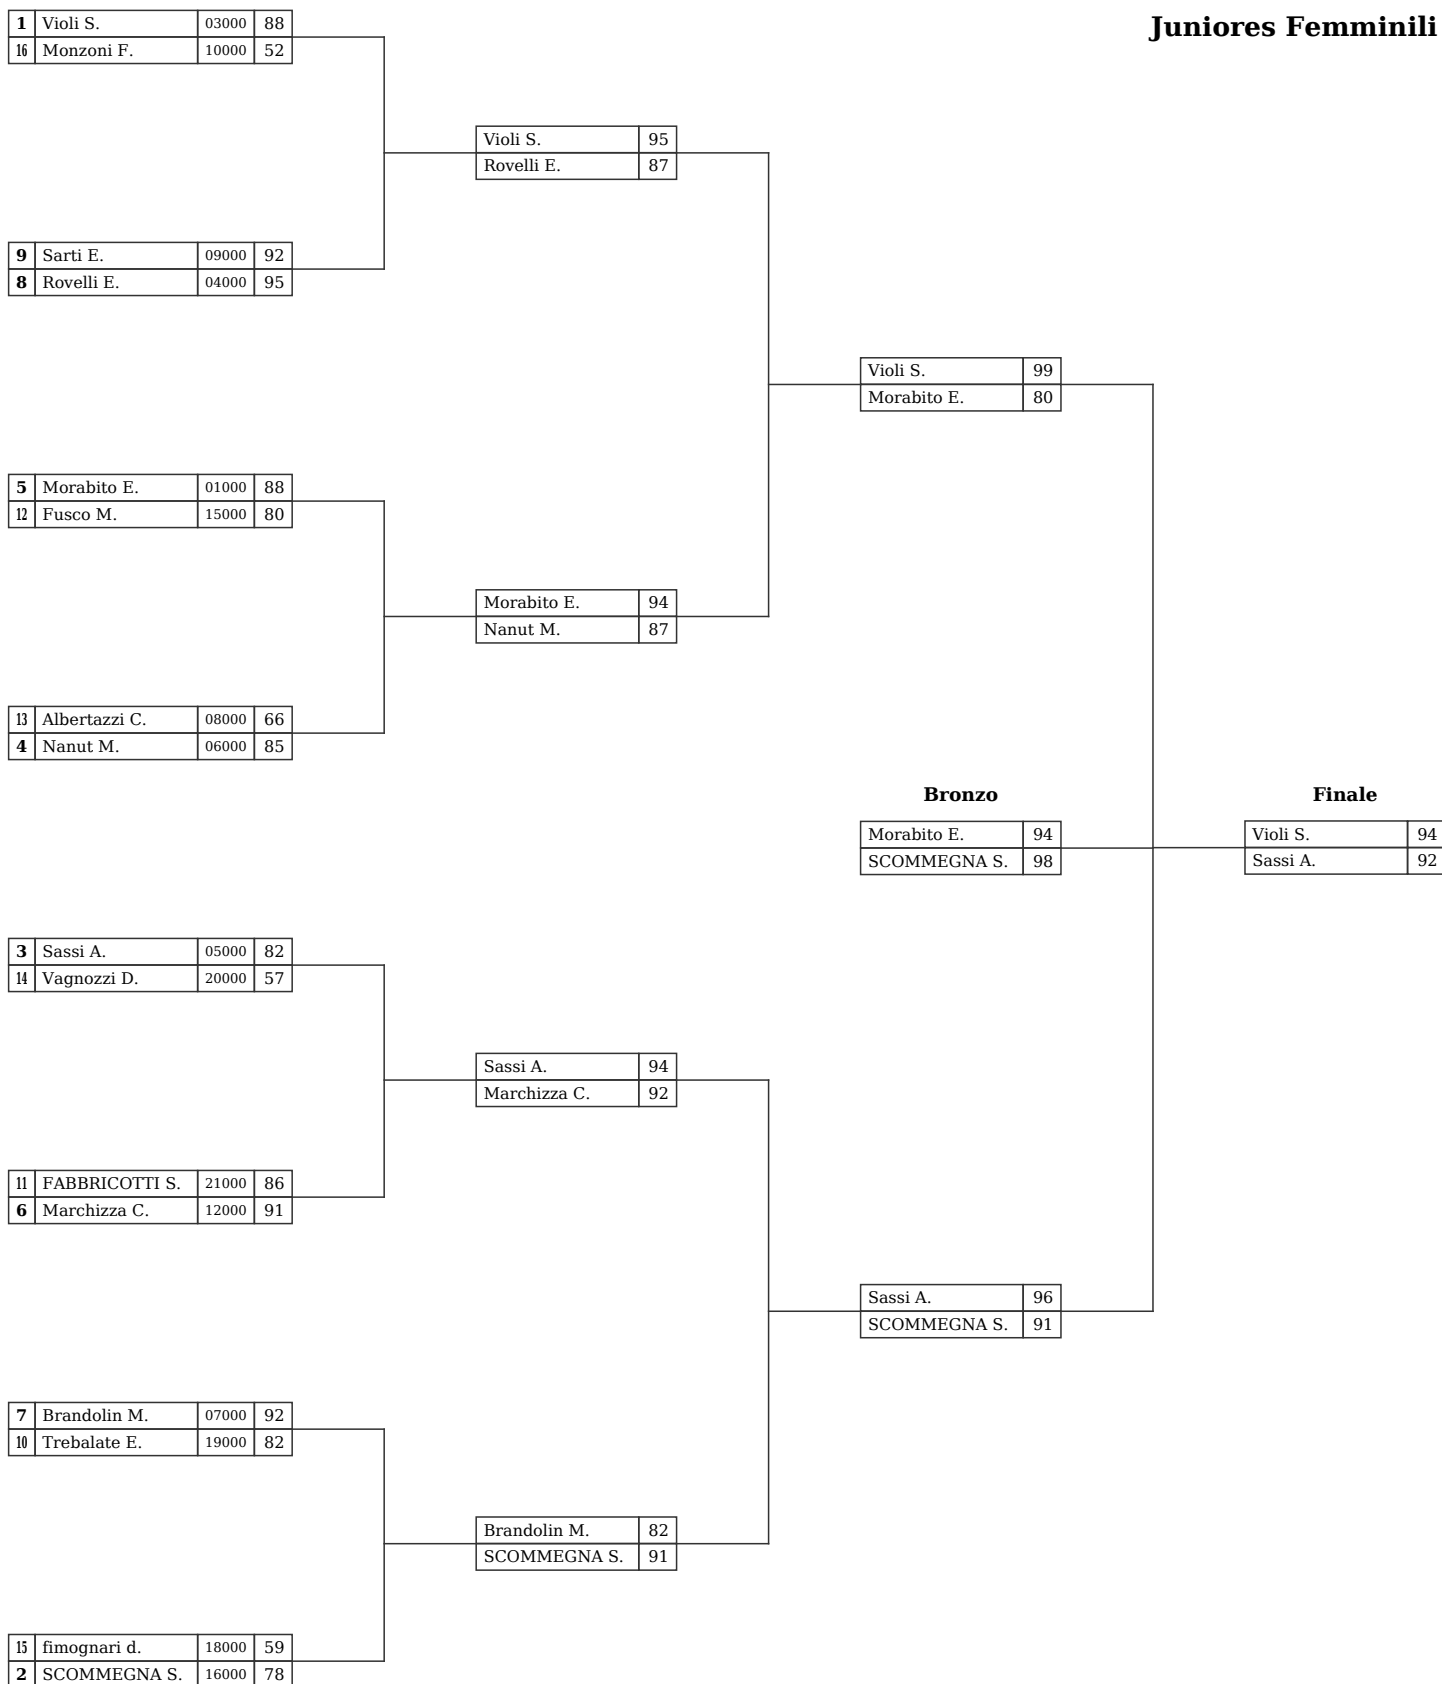 Juniores Femminili
1 Violi S. 03000 88
16 Monzoni F. 10000 52
Violi S. 95
Rovelli E. 87
9 Sarti E. 09000 92
8 Rovelli E. 04000 95
Violi S. 99
Morabito E. 80
5 Morabito E. 01000 88
12 Fusco M. 15000 80
Morabito E. 94
Nanut M. 87
13 Albertazzi C. 08000 66
4 Nanut M. 06000 85
Bronzo
Finale
Morabito E. 94
SCOMMEGNA S. 98
Violi S. 94
Sassi A. 92
3 Sassi A. 05000 82
14 Vagnozzi D. 20000 57
Sassi A. 94
Marchizza C. 92
11 FABBRICOTTI S. 21000 86
6 Marchizza C. 12000 91
Sassi A. 96
SCOMMEGNA S. 91
7 Brandolin M. 07000 92
10 Trebalate E. 19000 82
Brandolin M. 82
SCOMMEGNA S. 91
15 fimognari d. 18000 59
2 SCOMMEGNA S. 16000 78